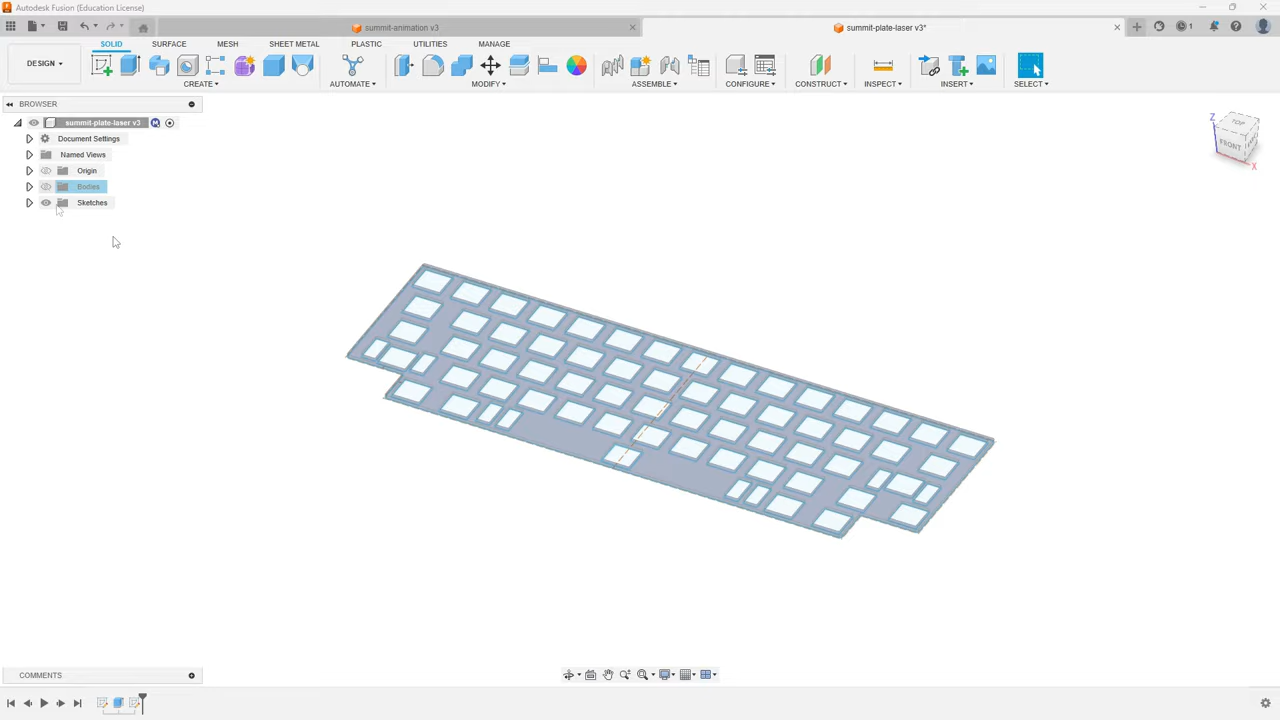 Autodesk Fusion (Education License)
summit-animation v3
summit-plate-laser v3*
1
SOLID SURFACE MESH SHEET METAL PLASTIC UTILITIES MANAGE
DESIGN
CREATE AUTOMATE MODIFY ASSEMBLE CONFIGURE CONSTRUCT INSPECT INSERT SELECT
BROWSER
summit-plate-laser v3
M
Document Settings
Named Views
Origin
Bodies
Sketches
Z
TOP
FRONT
X
COMMENTS